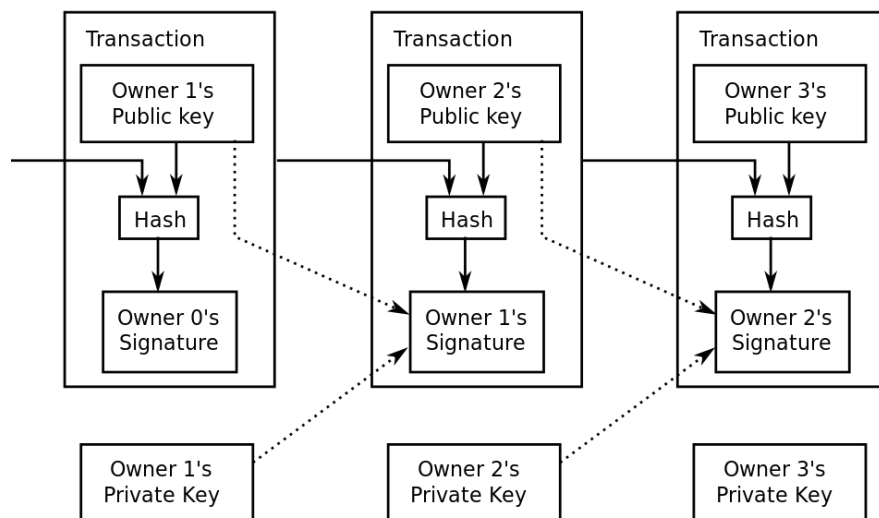 Transaction
Owner 1's
Public key
Hash
Owner 0's
Signature
Transaction
Owner 2's
Public key
Hash
Owner 1's
Signature
Transaction
Owner 3's
Public key
Hash
Owner 2's
Signature
Owner 1's
Private Key
Owner 2's
Private Key
Owner 3's
Private Key